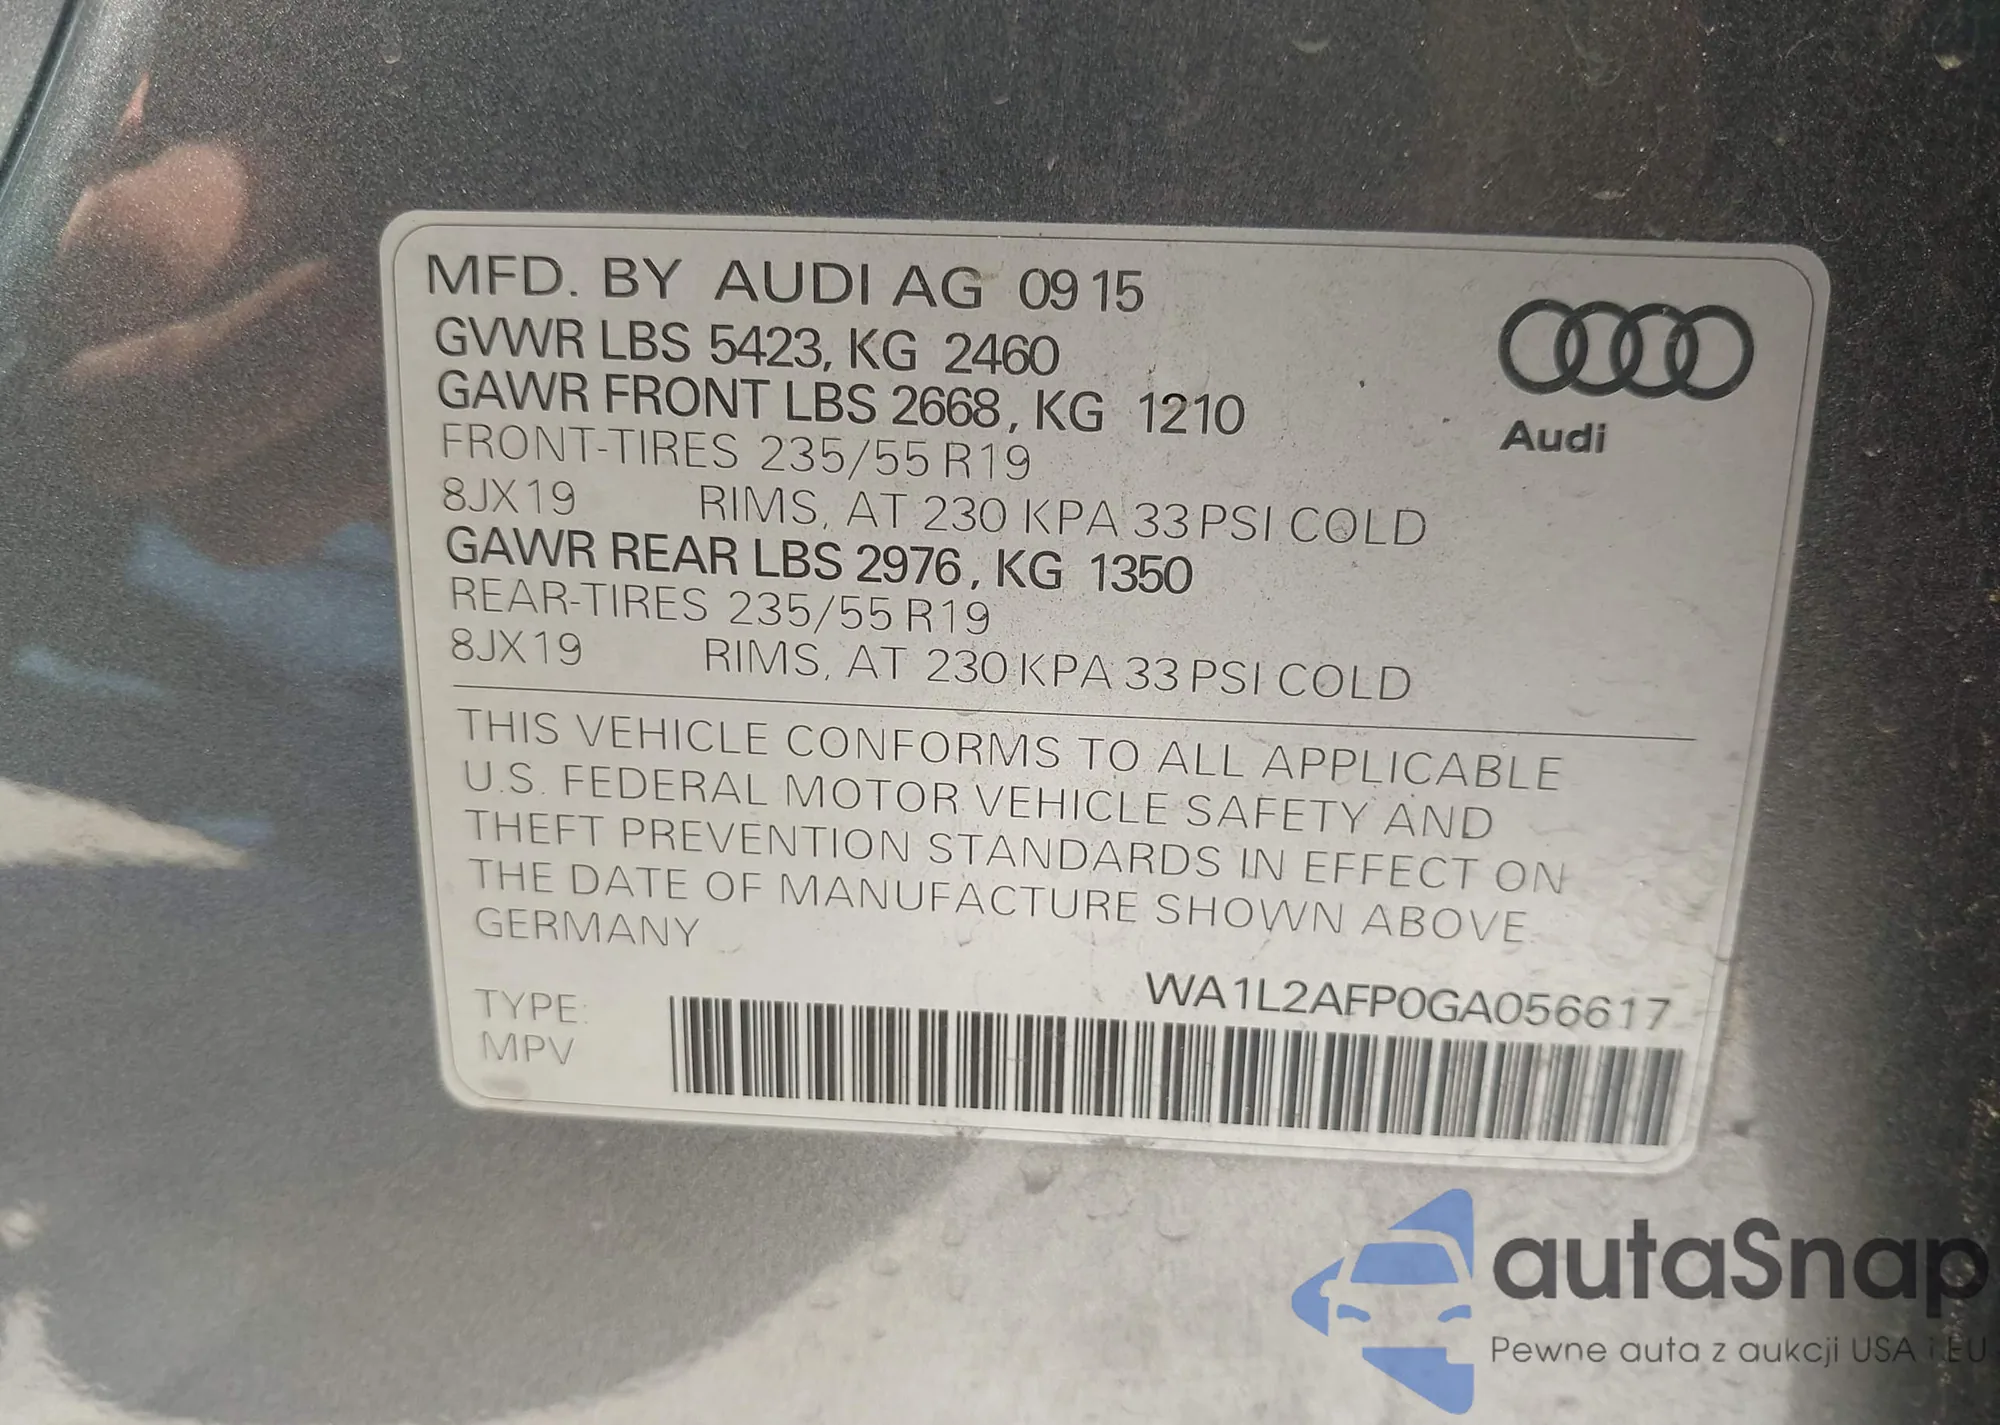 MFD. BY AUDI AG 09 15
GVWR LBS 5423, KG 2460
GAWR FRONT LBS 2668, KG 1210
FRONT-TIRES 235/55 R19
8JX19 RIMS, AT 230 KPA 33 PSI COLD
GAWR REAR LBS 2976, KG 1350
REAR-TIRES 235/55 R19
8JX19 RIMS, AT 230 KPA 33 PSI COLD
Audi
THIS VEHICLE CONFORMS TO ALL APPLICABLE
U.S. FEDERAL MOTOR VEHICLE SAFETY AND
THEFT PREVENTION STANDARDS IN EFFECT ON
THE DATE OF MANUFACTURE SHOWN ABOVE.
GERMANY
WA1L2AFP0GA056617
TYPE:
MPV
autaSnap
Pewne auta z aukcji USA i EU